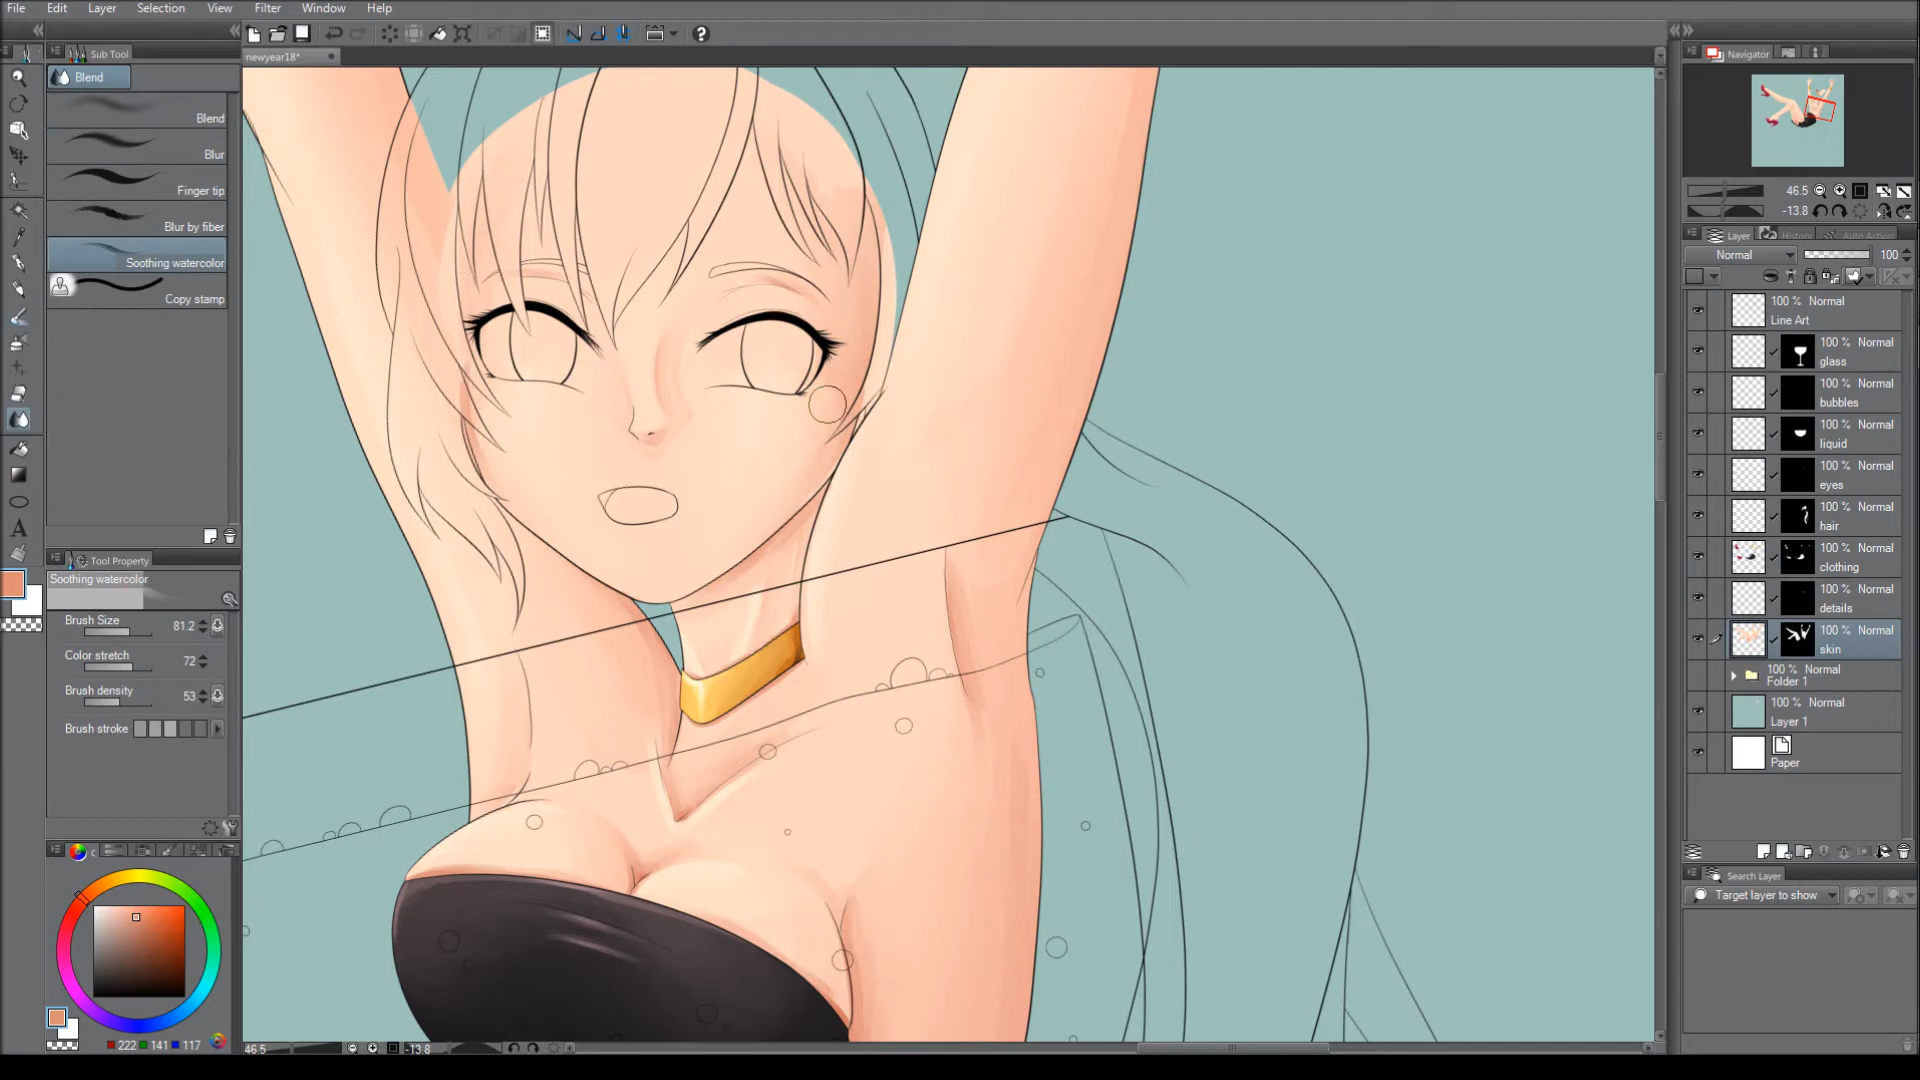 File Edit Layer Selection View Filter Window Help
Sub Tool
newyear18*
Navigator
Blend
Blend
Blur
Finger tip
Blur by fiber
Soothing watercolor
Copy stamp
46.5
-13.8
Layer History Auto Action
Normal 100
100 % Normal
Line Art
100 % Normal
glass
100 % Normal
bubbles
100 % Normal
liquid
100 % Normal
eyes
100 % Normal
hair
100 % Normal
clothing
100 % Normal
details
100 % Normal
skin
100 % Normal
Folder 1
100 % Normal
Layer 1
Paper
Tool Property
Soothing watercolor
Brush Size 81.2
Color stretch 72
Brush density 53
Brush stroke
Search Layer
Target layer to show
222 141 117
46.5 -13.8